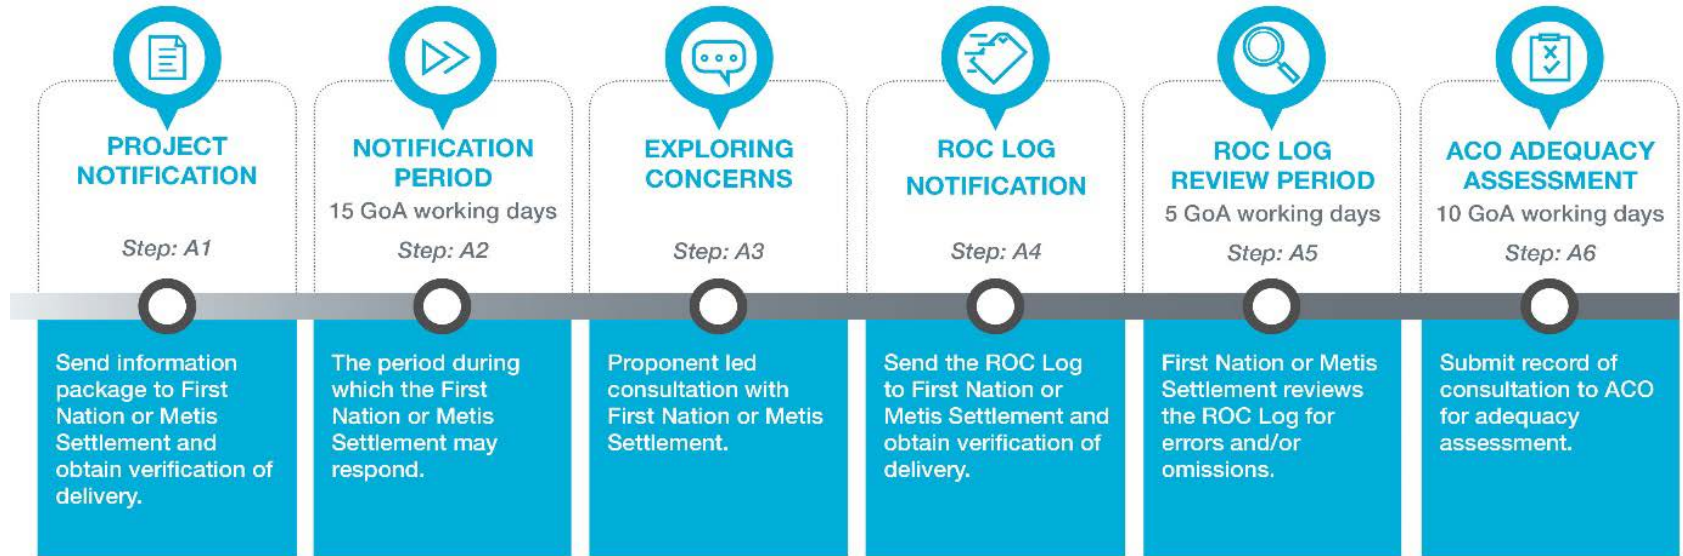 PROJECT
NOTIFICATION
Step: A1
Send information
package to First
Nation or Metis
Settlement and
obtain verification of
delivery.
NOTIFICATION
PERIOD
15 GoA working days
Step: A2
The period during
which the First
Nation or Metis
Settlement may
respond.
EXPLORING
CONCERNS
Step: A3
Proponent led
consultation with
First Nation or Metis
Settlement.
ROC LOG
NOTIFICATION
Step: A4
Send the ROC Log
to First Nation or
Metis Settlement and
obtain verification of
delivery.
ROC LOG
REVIEW PERIOD
5 GoA working days
Step: A5
First Nation or Metis
Settlement reviews
the ROC Log for
errors and/or
omissions.
ACO ADEQUACY
ASSESSMENT
10 GoA working days
Step: A6
Submit record of
consultation to ACO
for adequacy
assessment.